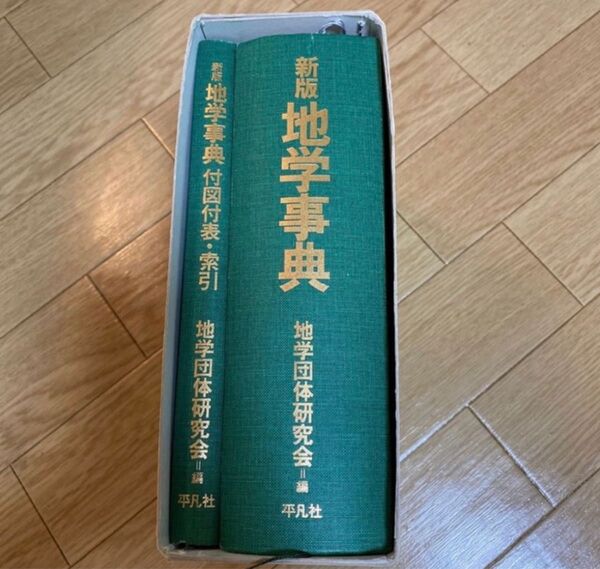 新版
地学事典
地学団体研究会=編
平凡社
新版
地学事典
付図付表・索引
地学団体研究会=編
平凡社